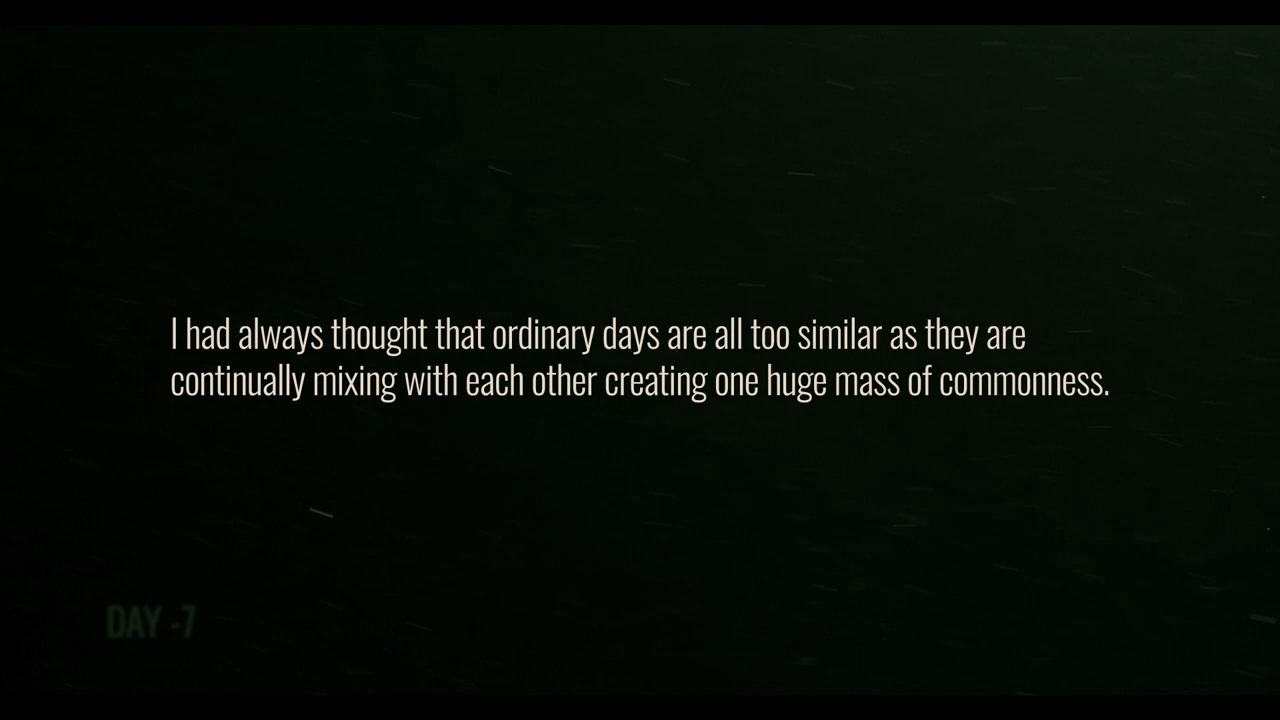 I had always thought that ordinary days are all too similar as they are
continually mixing with each other creating one huge mass of commonness.
DAY -7